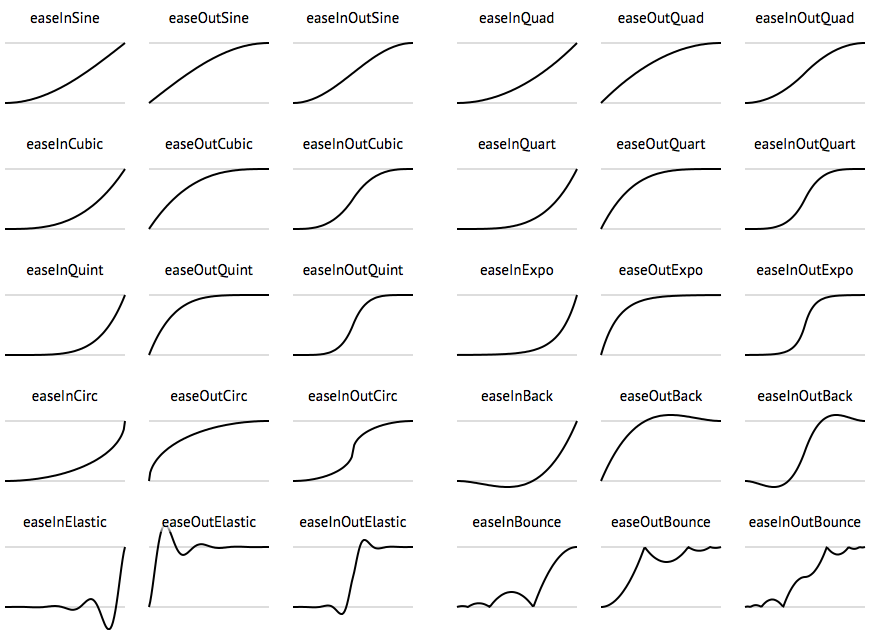 easeInSine easeOutSine easeInOutSine easeInQuad easeOutQuad easeInOutQuad
easeInCubic easeOutCubic easeInOutCubic easeInQuart easeOutQuart easeInOutQuart
easeInQuint easeOutQuint easeInOutQuint easeInExpo easeOutExpo easeInOutExpo
easeInCirc easeOutCirc easeInOutCirc easeInBack easeOutBack easeInOutBack
easeInElastic easeOutElastic easeInOutElastic easeInBounce easeOutBounce easeInOutBounce